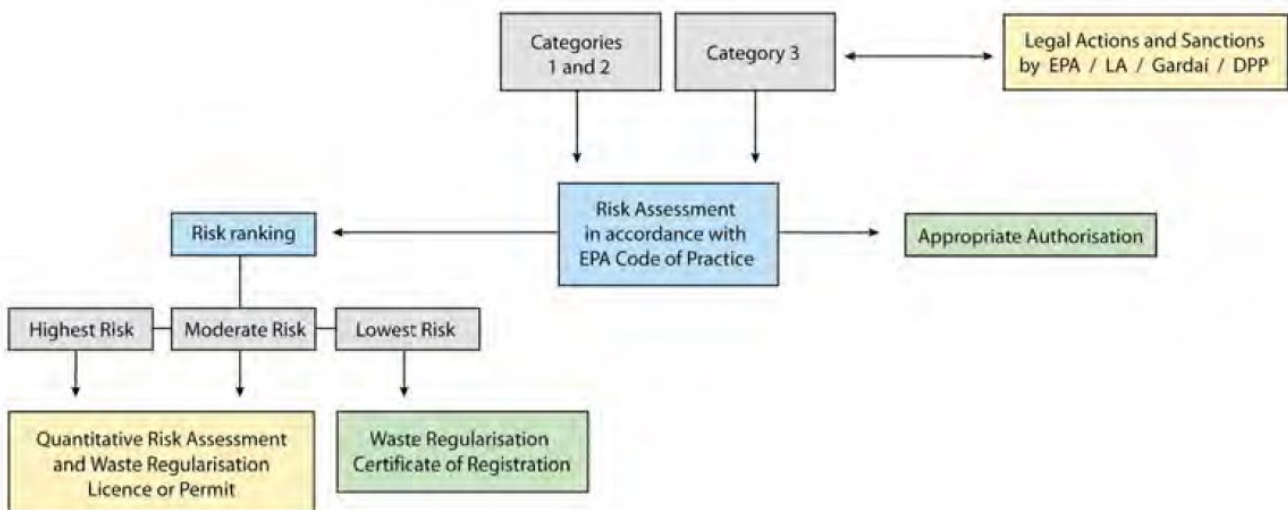 Categories
1 and 2
Category 3
Legal Actions and Sanctions
by EPA / LA / Gardaí / DPP
Risk Assessment
in accordance with
EPA Code of Practice
Risk ranking
Appropriate Authorisation
Highest Risk
Moderate Risk
Lowest Risk
Quantitative Risk Assessment
and Waste Regularisation
Licence or Permit
Waste Regularisation
Certificate of Registration